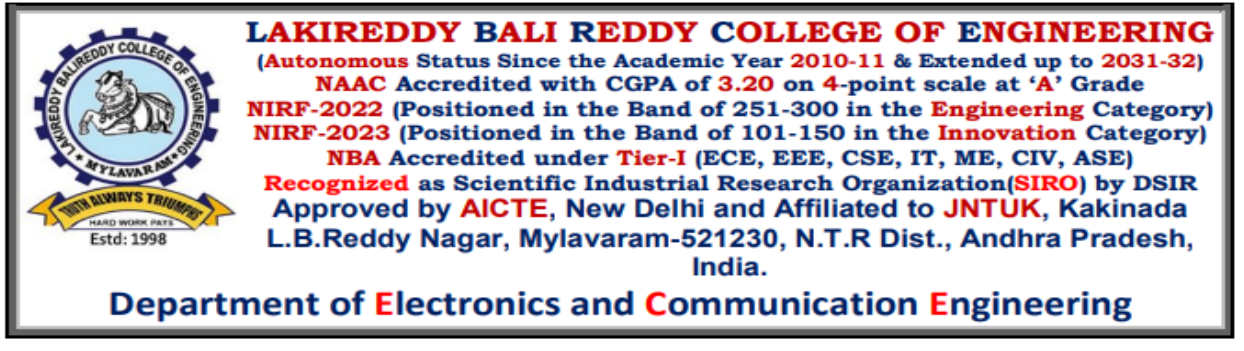 LAKIREDDY BALIREDDY COLLEGE OF ENGINEERING
* MYLAVARAM *
TRUTH ALWAYS TRIUMPHS
HARD WORK PAYS
Estd: 1998
LAKIREDDY BALI REDDY COLLEGE OF ENGINEERING
(Autonomous Status Since the Academic Year 2010-11 & Extended up to 2031-32)
NAAC Accredited with CGPA of 3.20 on 4-point scale at ‘A’ Grade
NIRF-2022 (Positioned in the Band of 251-300 in the Engineering Category)
NIRF-2023 (Positioned in the Band of 101-150 in the Innovation Category)
NBA Accredited under Tier-I (ECE, EEE, CSE, IT, ME, CIV, ASE)
Recognized as Scientific Industrial Research Organization(SIRO) by DSIR
Approved by AICTE, New Delhi and Affiliated to JNTUK, Kakinada
L.B.Reddy Nagar, Mylavaram-521230, N.T.R Dist., Andhra Pradesh,
India.
Department of Electronics and Communication Engineering